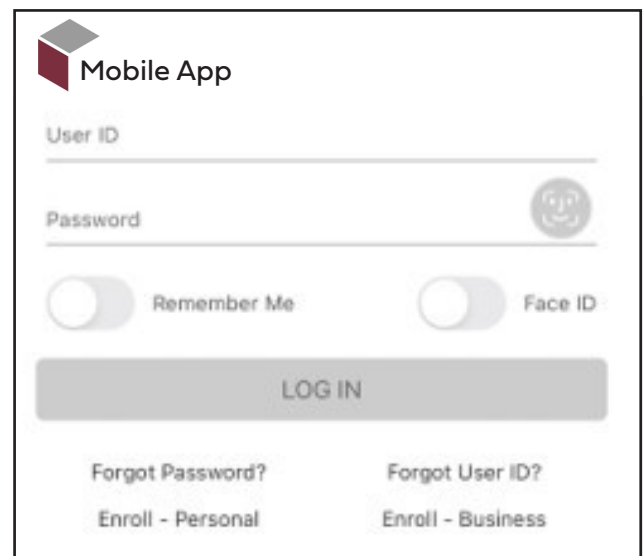 Mobile App
User ID
Password
Remember Me Face ID
LOG IN
Forgot Password? Forgot User ID?
Enroll - Personal Enroll - Business